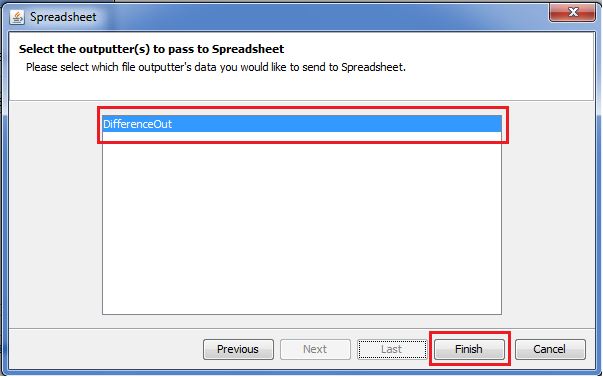 Spreadsheet
Select the outputter(s) to pass to Spreadsheet
Please select which file outputter's data you would like to send to Spreadsheet.
DifferenceOut
Previous Next Last Finish Cancel